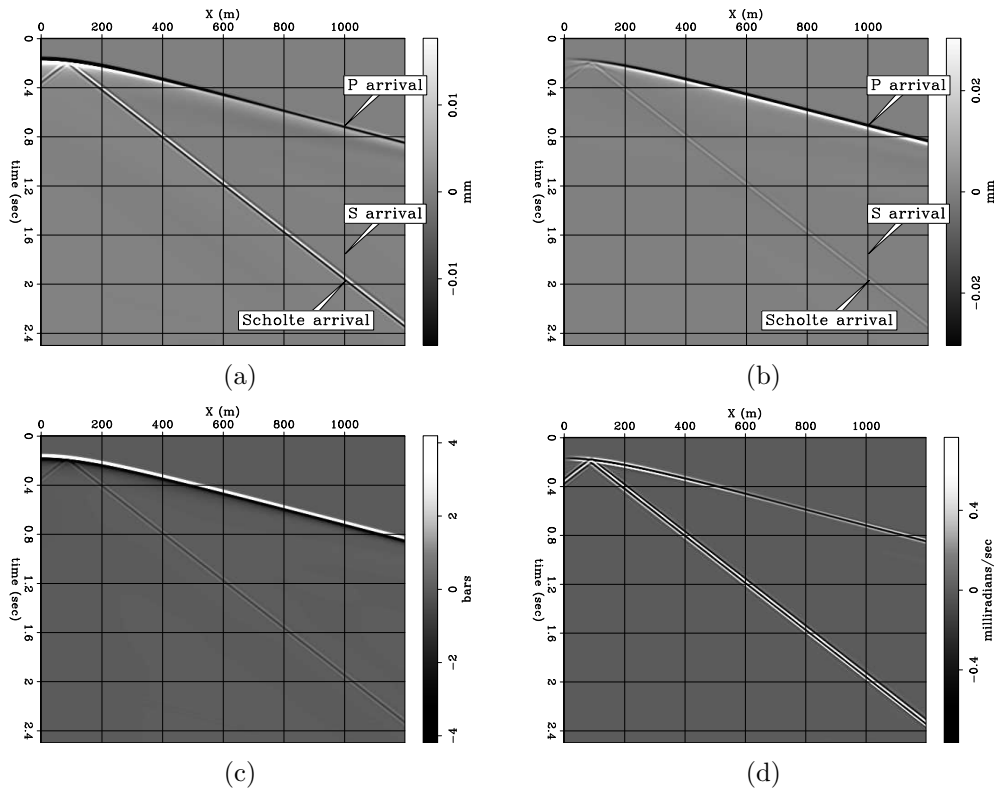 X (m)
0 200 400 600 800 1000
0
0.4
0.8
1.2
1.6
2
2.4
time (sec)
P arrival
S arrival
Scholte arrival
0.01
0
−0.01
mm
(a)
X (m)
0 200 400 600 800 1000
0
0.4
0.8
1.2
1.6
2
2.4
time (sec)
P arrival
S arrival
Scholte arrival
0.02
0
−0.02
mm
(b)
X (m)
0 200 400 600 800 1000
0
0.4
0.8
1.2
1.6
2
2.4
time (sec)
4
2
0
−2
−4
bars
(c)
X (m)
0 200 400 600 800 1000
0
0.4
0.8
1.2
1.6
2
2.4
time (sec)
0.4
0
−0.4
milliradians/sec
(d)